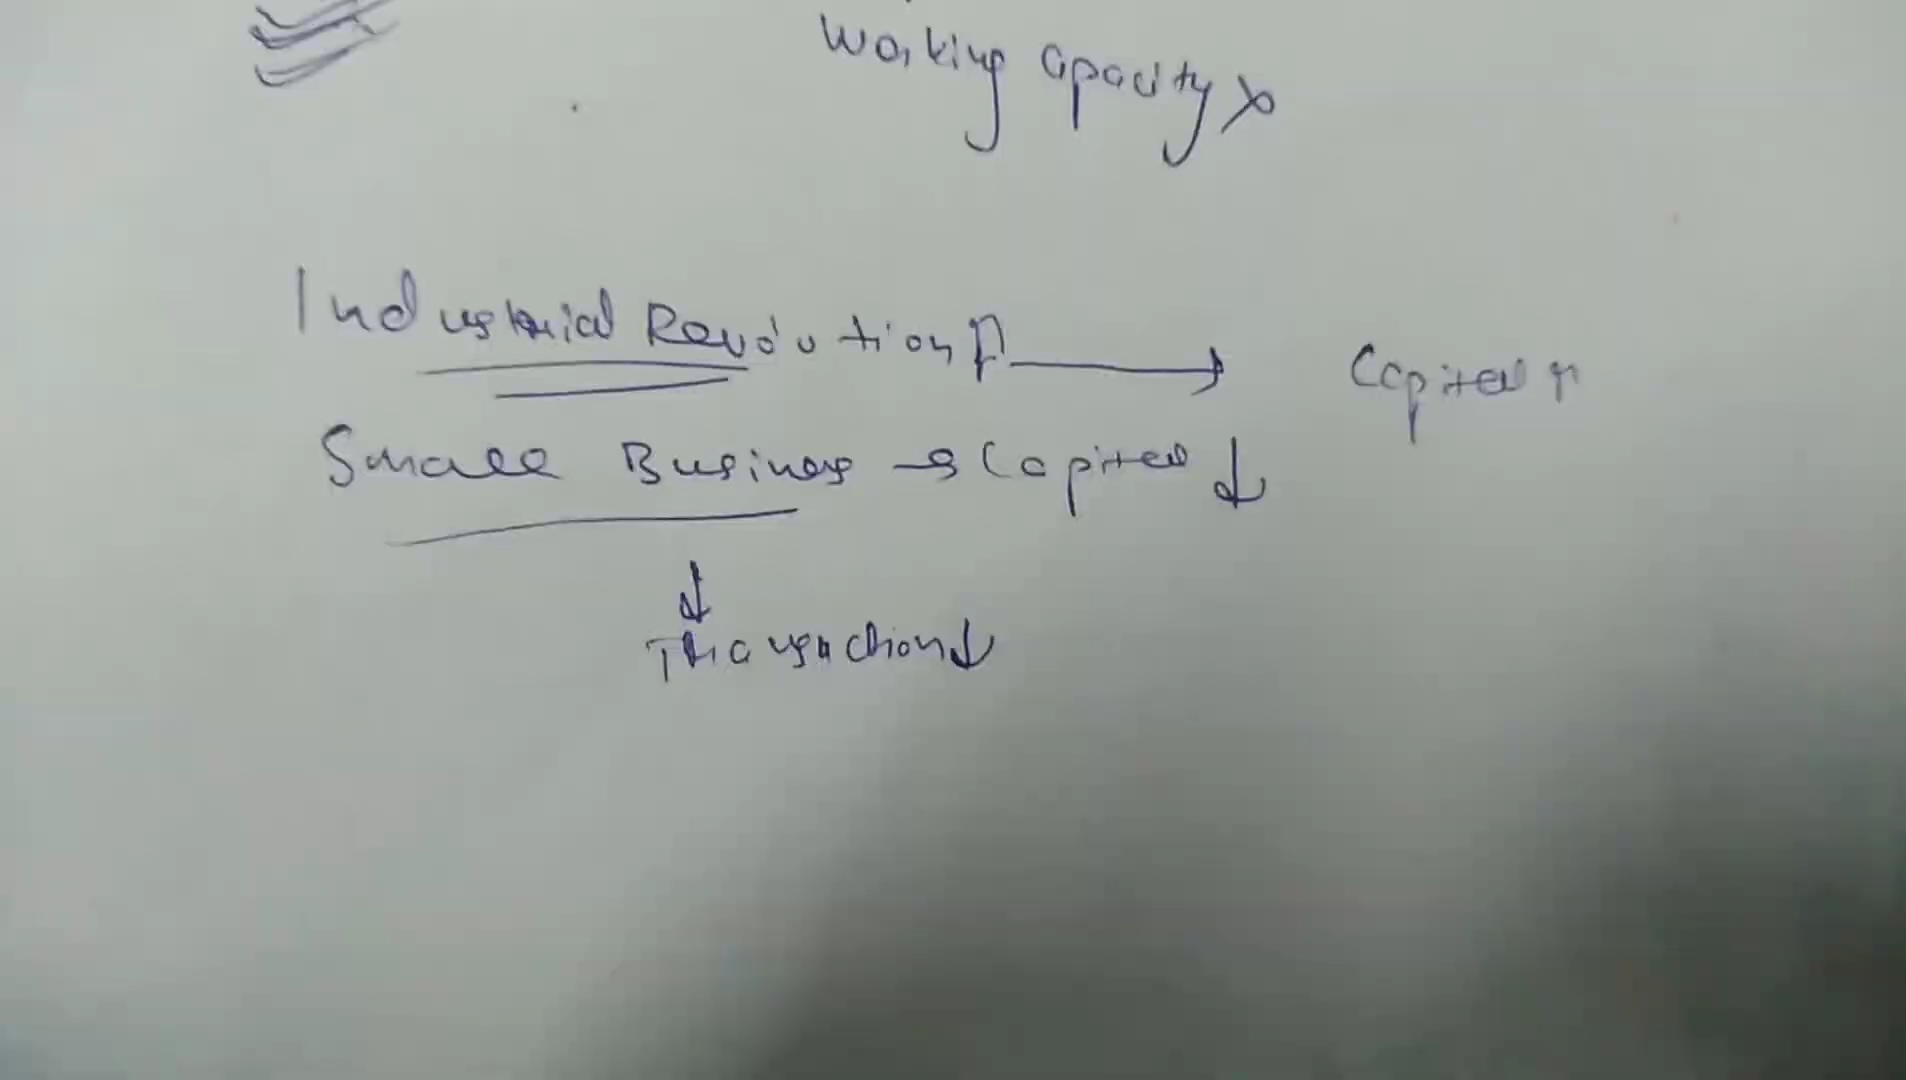 Working capacity ×
Industrial Revolution ↑ → Capital ↑
Small Business → Capital ↓
↓
Transaction ↓